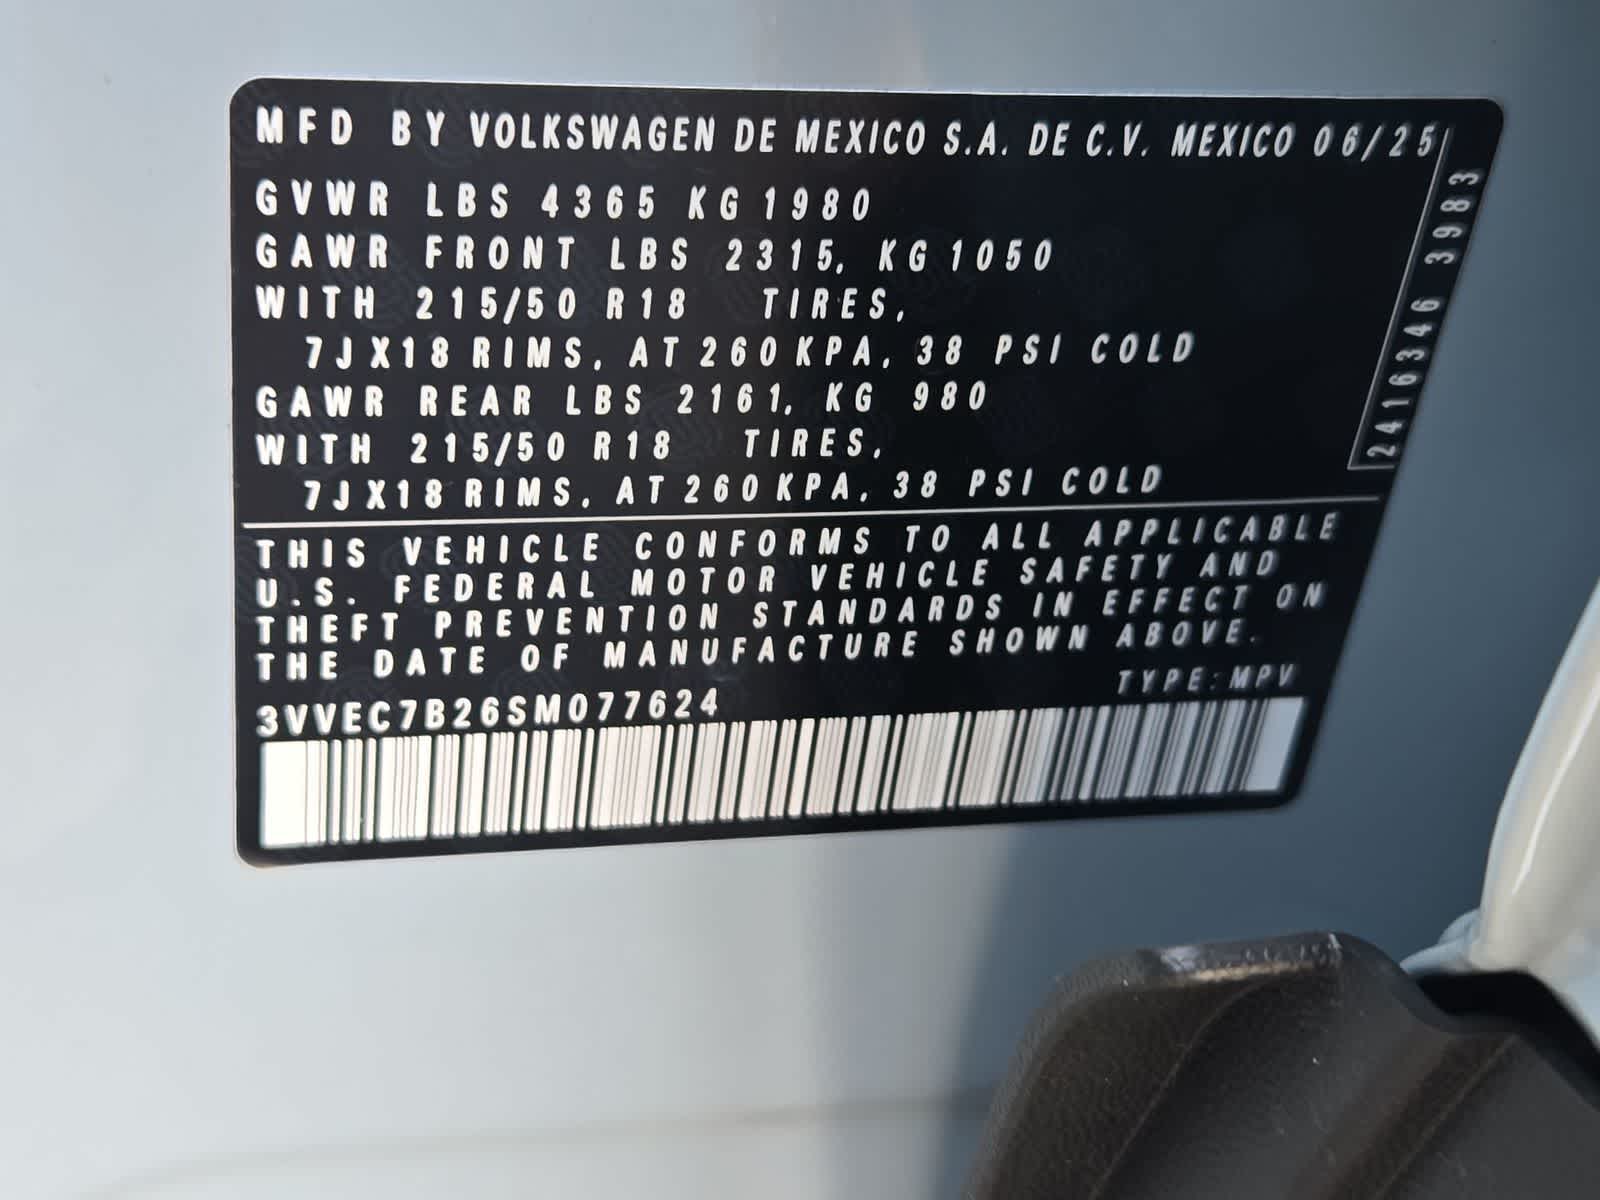 MFD BY VOLKSWAGEN DE MEXICO S.A. DE C.V. MEXICO 06/25
GVWR LBS 4365 KG 1980
GAWR FRONT LBS 2315, KG 1050
WITH 215/50 R18 TIRES,
7JX18 RIMS, AT 260 KPA, 38 PSI COLD
GAWR REAR LBS 2161, KG 980
WITH 215/50 R18 TIRES,
7JX18 RIMS, AT 260 KPA, 38 PSI COLD
2416346 3983
THIS VEHICLE CONFORMS TO ALL APPLICABLE
U.S. FEDERAL MOTOR VEHICLE SAFETY AND
THEFT PREVENTION STANDARDS IN EFFECT ON
THE DATE OF MANUFACTURE SHOWN ABOVE.
TYPE:MPV
3VVEC7B26SM077624